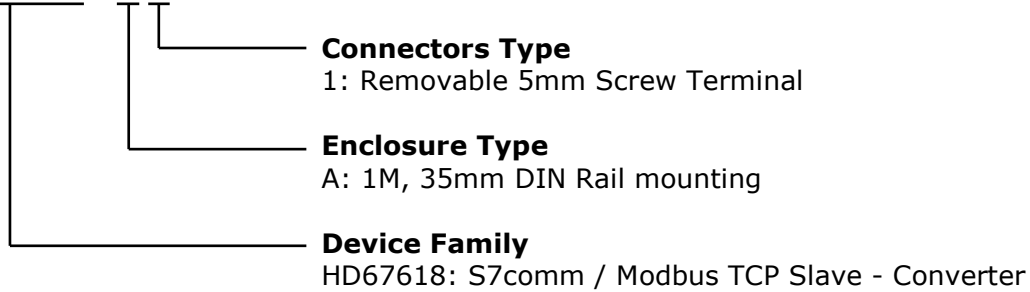 Connectors Type
1: Removable 5mm Screw Terminal
Enclosure Type
A: 1M, 35mm DIN Rail mounting
Device Family
HD67618: S7comm / Modbus TCP Slave - Converter